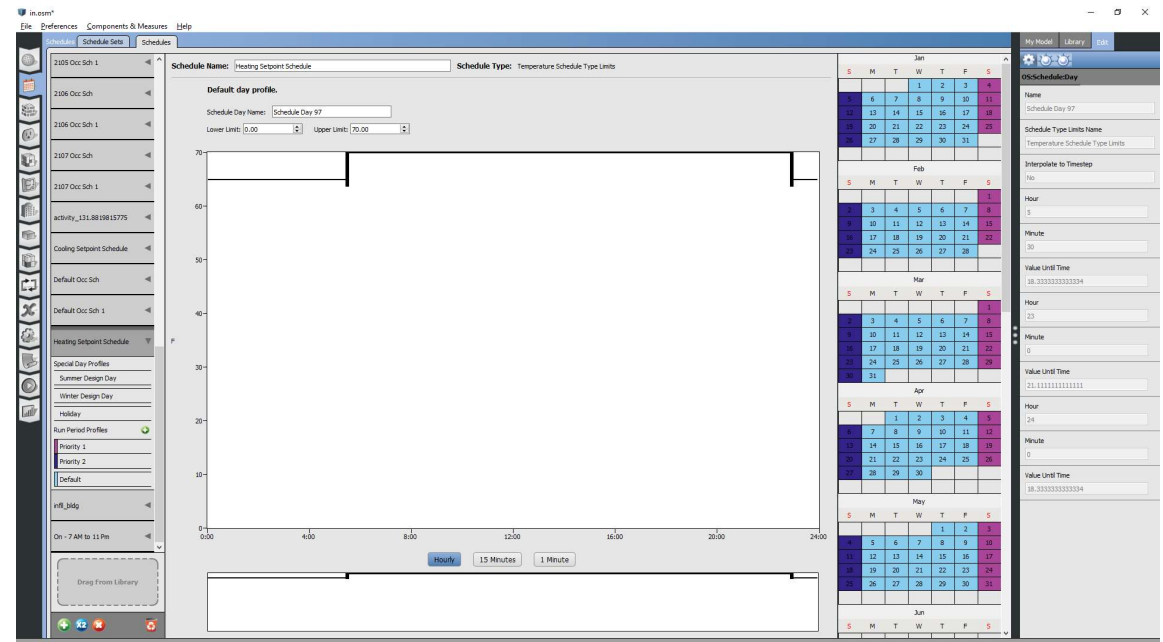 in.osm*
File Preferences Components & Measures Help
Schedules Schedule Sets Schedules
My Model Library Edit
2105 Occ Sch 1
2106 Occ Sch
2106 Occ Sch 1
2107 Occ Sch
2107 Occ Sch 1
activity_131.8819815775
Cooling Setpoint Schedule
Default Occ Sch
Default Occ Sch 1
Heating Setpoint Schedule
Special Day Profiles
Summer Design Day
Winter Design Day
Holiday
Run Period Profiles
Priority 1
Priority 2
Default
infil_bldg
On - 7 AM to 11 Pm
Drag From Library
X2
Schedule Name: Heating Setpoint Schedule Schedule Type: Temperature Schedule Type Limits
Default day profile.
Schedule Day Name: Schedule Day 97
Lower Limit: 0.00 Upper Limit: 70.00
70
60
50
40
F
30
20
10
0
0:00 4:00 8:00 12:00 16:00 20:00 24:00
Hourly 15 Minutes 1 Minute
Jan
S M T W T F S
1 2 3 4
5 6 7 8 9 10 11
12 13 14 15 16 17 18
19 20 21 22 23 24 25
26 27 28 29 30 31
Feb
S M T W T F S
1
2 3 4 5 6 7 8
9 10 11 12 13 14 15
16 17 18 19 20 21 22
23 24 25 26 27 28
Mar
S M T W T F S
1
2 3 4 5 6 7 8
9 10 11 12 13 14 15
16 17 18 19 20 21 22
23 24 25 26 27 28 29
30 31
Apr
S M T W T F S
1 2 3 4 5
6 7 8 9 10 11 12
13 14 15 16 17 18 19
20 21 22 23 24 25 26
27 28 29 30
May
S M T W T F S
1 2 3
4 5 6 7 8 9 10
11 12 13 14 15 16 17
18 19 20 21 22 23 24
25 26 27 28 29 30 31
Jun
S M T W T F S
OS:Schedule:Day
Name
Schedule Day 97
Schedule Type Limits Name
Temperature Schedule Type Limits
Interpolate to Timestep
No
Hour
5
Minute
30
Value Until Time
18.3333333333334
Hour
23
Minute
0
Value Until Time
21.1111111111111
Hour
24
Minute
0
Value Until Time
18.3333333333334